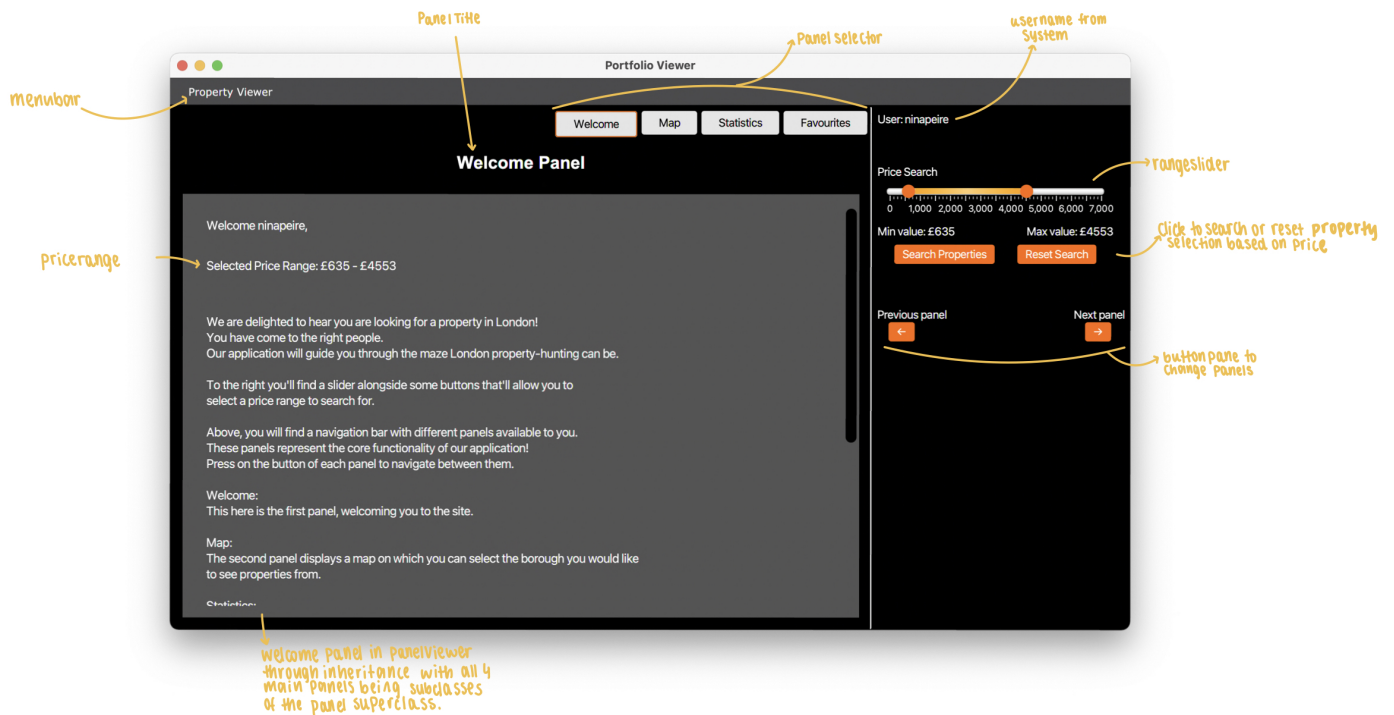 Panel Title
Panel selector
username from
System
Portfolio Viewer
menubar
Property Viewer
Welcome
Map
Statistics
Favourites
User: ninapeire
Welcome Panel
Price Search
rangeslider
0 1,000 2,000 3,000 4,000 5,000 6,000 7,000
Min value: £635
Max value: £4553
Search Properties
Reset Search
Click to search or reset property
selection based on Price
Previous panel
Next panel
←
→
button pane to
change Panels
Welcome ninapeire,
pricerange
Selected Price Range: £635 - £4553
We are delighted to hear you are looking for a property in London!
You have come to the right people.
Our application will guide you through the maze London property-hunting can be.
To the right you'll find a slider alongside some buttons that'll allow you to
select a price range to search for.
Above, you will find a navigation bar with different panels available to you.
These panels represent the core functionality of our application!
Press on the button of each panel to navigate between them.
Welcome:
This here is the first panel, welcoming you to the site.
Map:
The second panel displays a map on which you can select the borough you would like
to see properties from.
Statistics:
Welcome Panel in panelViewer
through inheritance with all 4
main Panels being subclasses
of the panel superclass.